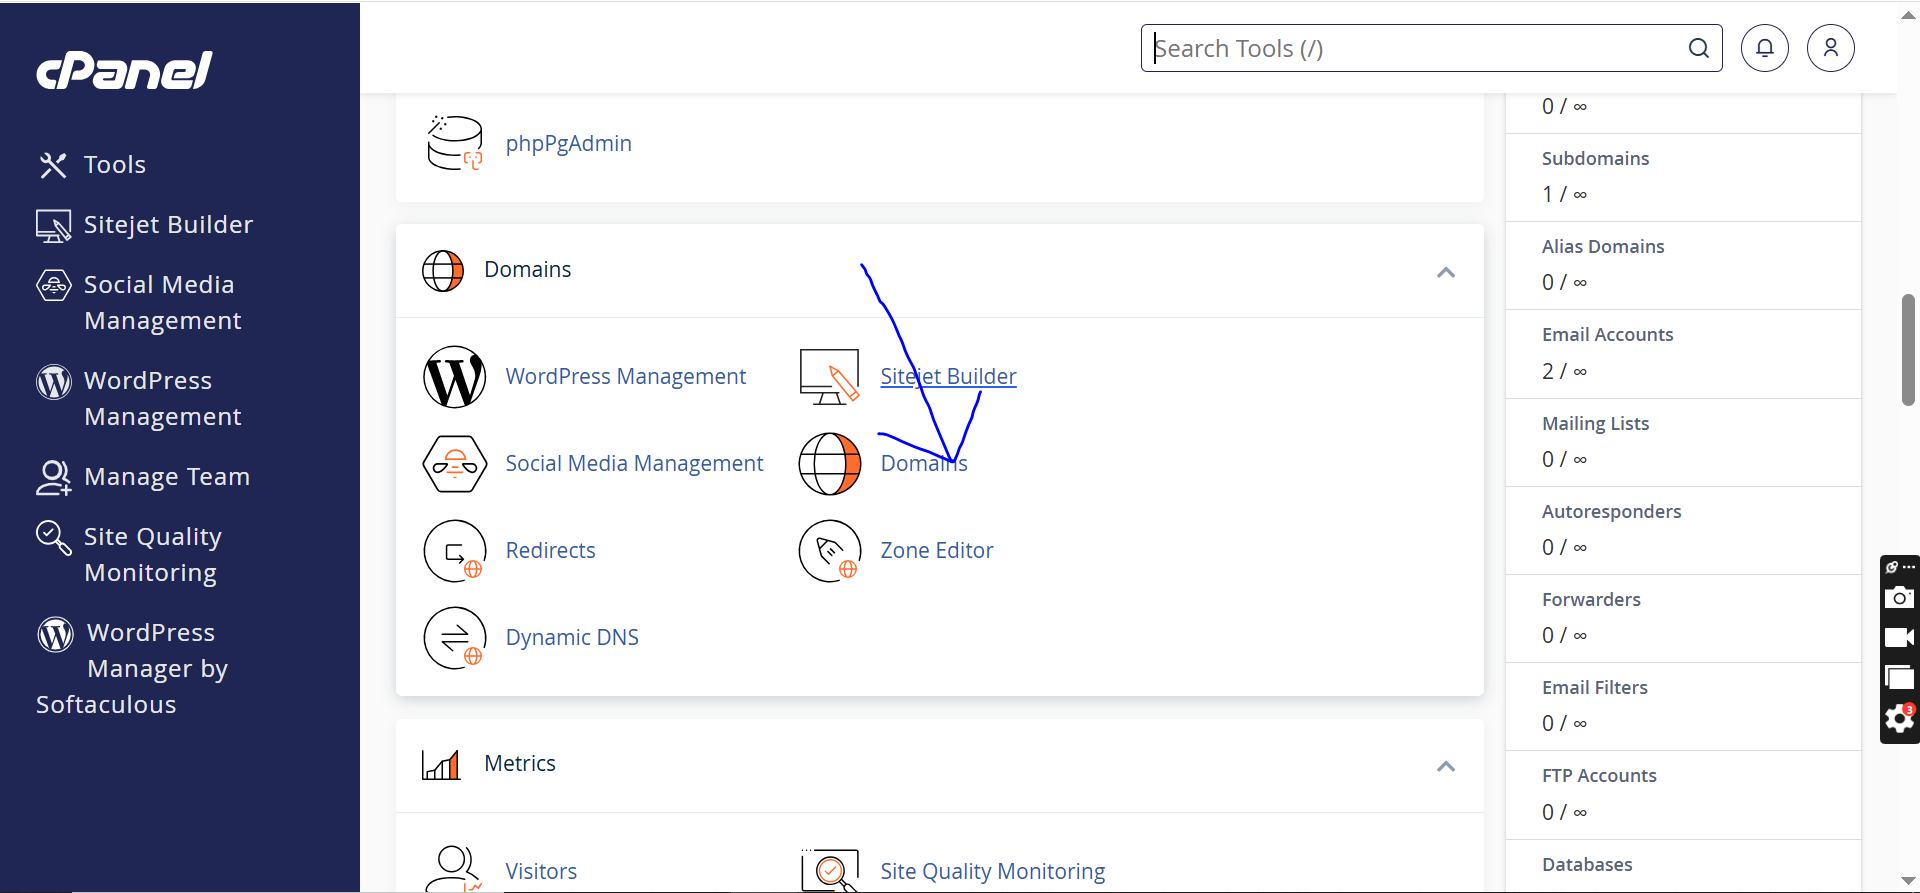 cPanel
Search Tools (/)
Tools
Sitejet Builder
Social Media
Management
WordPress
Management
Manage Team
Site Quality
Monitoring
WordPress
Manager by
Softaculous
phpPgAdmin
Domains
WordPress Management
Sitejet Builder
Social Media Management
Domains
Redirects
Zone Editor
Dynamic DNS
Metrics
Visitors
Site Quality Monitoring
0 / ∞
Subdomains
1 / ∞
Alias Domains
0 / ∞
Email Accounts
2 / ∞
Mailing Lists
0 / ∞
Autoresponders
0 / ∞
Forwarders
0 / ∞
Email Filters
0 / ∞
FTP Accounts
0 / ∞
Databases
3